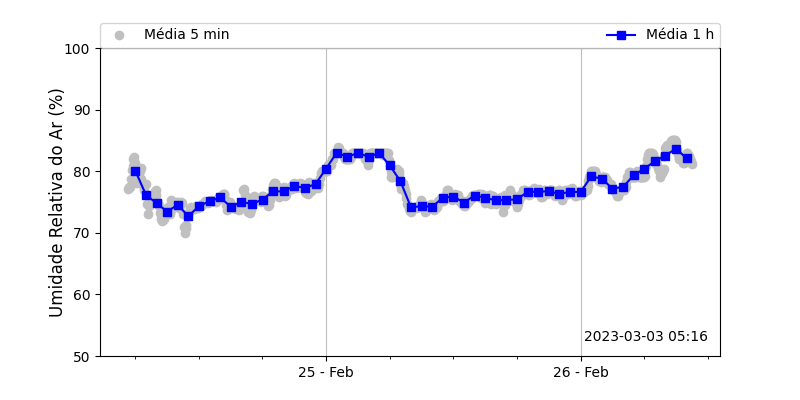 Média 5 min
Média 1 h
Umidade Relativa do Ar (%)
100
90
80
70
60
50
2023-03-03 05:16
25 - Feb
26 - Feb